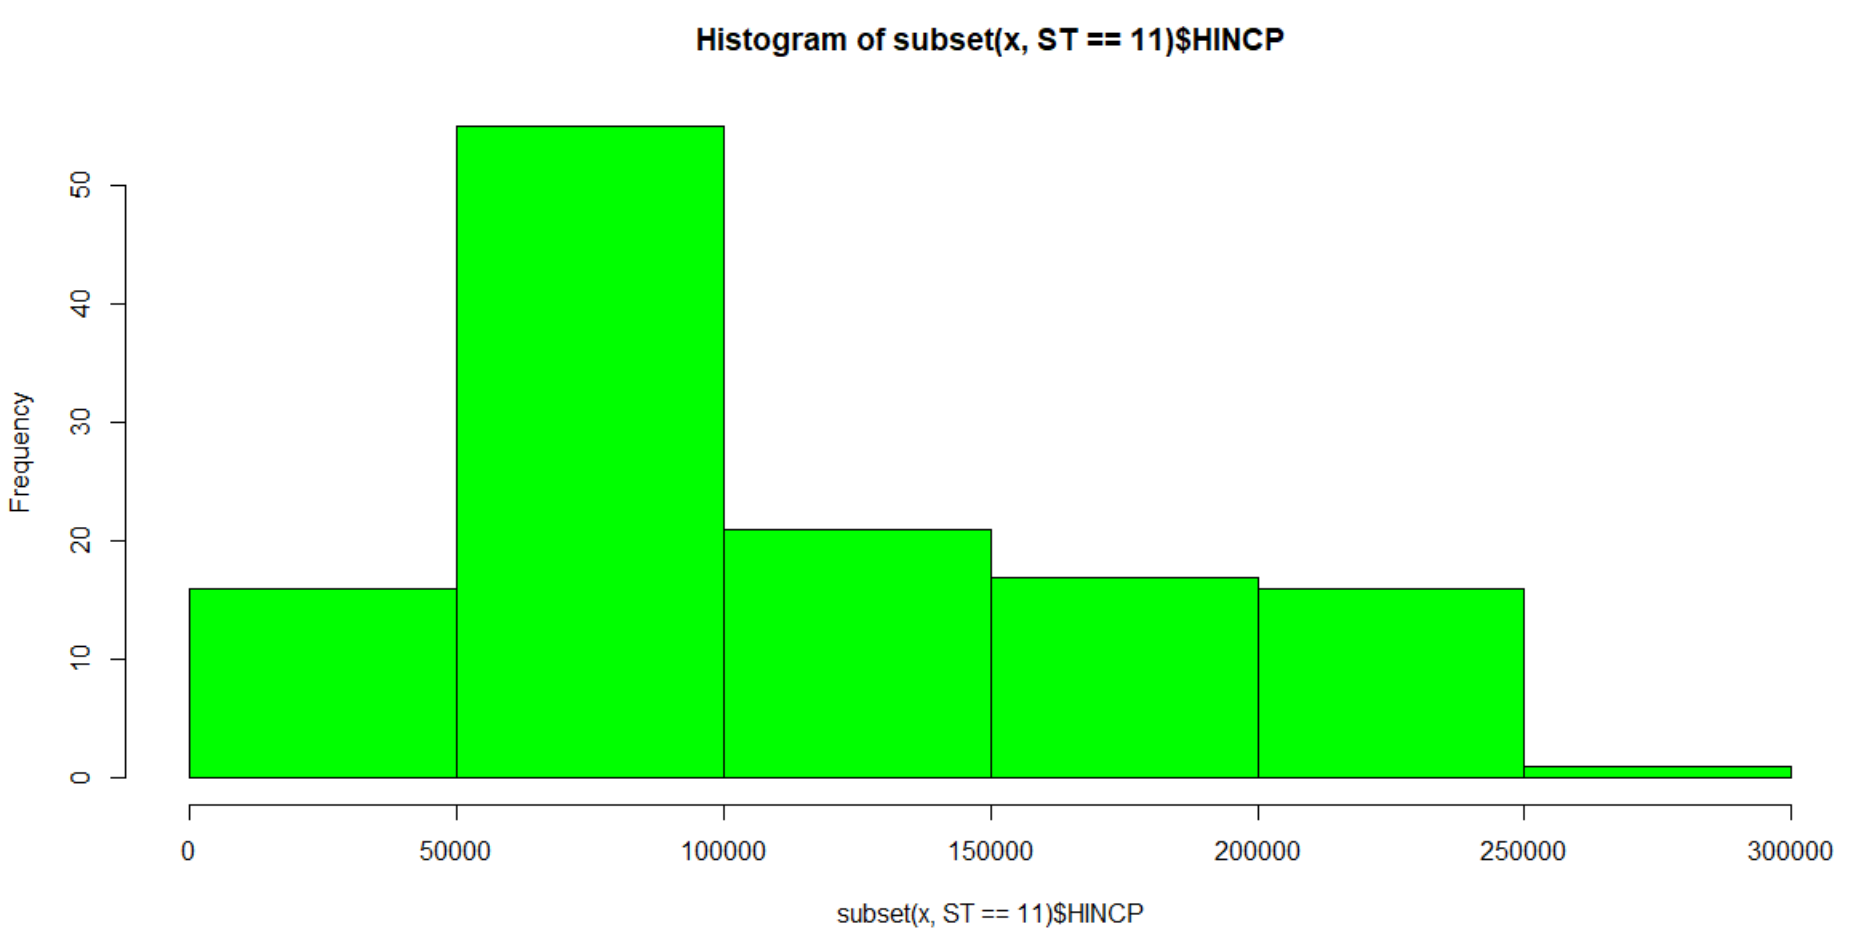 Histogram of subset(x, ST == 11)$HINCP
Frequency
50
40
30
20
10
0
0 50000 100000 150000 200000 250000 300000
subset(x, ST == 11)$HINCP